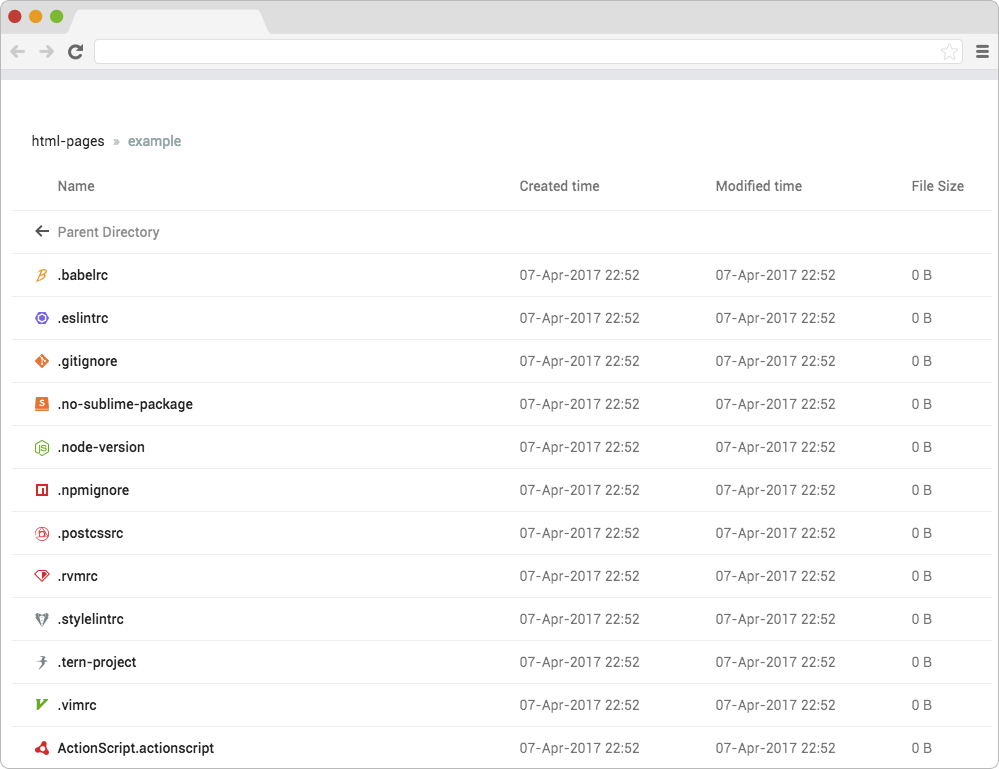 html-pages » example
Name Created time Modified time File Size
Parent Directory
.babelrc 07-Apr-2017 22:52 07-Apr-2017 22:52 0 B
.eslintrc 07-Apr-2017 22:52 07-Apr-2017 22:52 0 B
.gitignore 07-Apr-2017 22:52 07-Apr-2017 22:52 0 B
.no-sublime-package 07-Apr-2017 22:52 07-Apr-2017 22:52 0 B
.node-version 07-Apr-2017 22:52 07-Apr-2017 22:52 0 B
.npmignore 07-Apr-2017 22:52 07-Apr-2017 22:52 0 B
.postcssrc 07-Apr-2017 22:52 07-Apr-2017 22:52 0 B
.rvmrc 07-Apr-2017 22:52 07-Apr-2017 22:52 0 B
.stylelintrc 07-Apr-2017 22:52 07-Apr-2017 22:52 0 B
.tern-project 07-Apr-2017 22:52 07-Apr-2017 22:52 0 B
.vimrc 07-Apr-2017 22:52 07-Apr-2017 22:52 0 B
ActionScript.actionscript 07-Apr-2017 22:52 07-Apr-2017 22:52 0 B